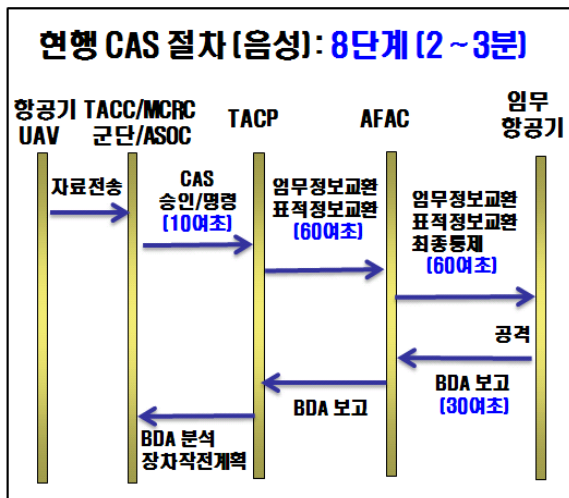 현행 CAS 절차(음성): 8단계 (2 ~ 3분)
항공기
UAV
TACC/MCRC
군단/ASOC
TACP
AFAC
임무
항공기
자료전송
CAS
승인/명령
(10여초)
임무정보교환
표적정보교환
(60여초)
임무정보교환
표적정보교환
최종통제
(60여초)
공격
BDA 보고
(30여초)
BDA 보고
BDA 분석
장차작전계획